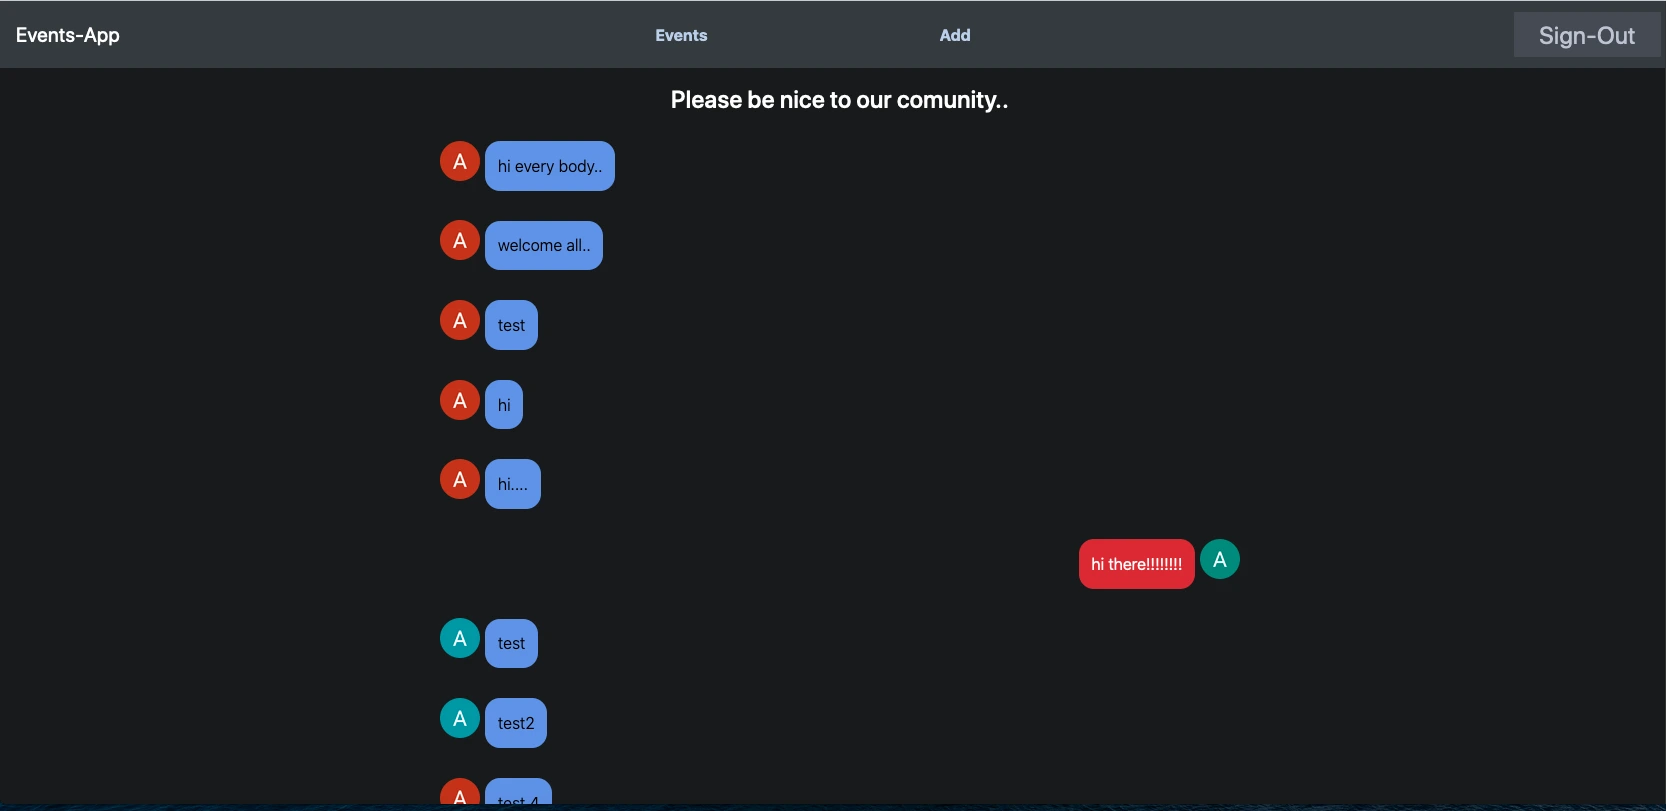 Events-App
Events
Add
Sign-Out
Please be nice to our comunity..
A
hi every body..
A
welcome all..
A
test
A
hi
A
hi....
hi there!!!!!!!!
A
A
test
A
test2
A
test 4